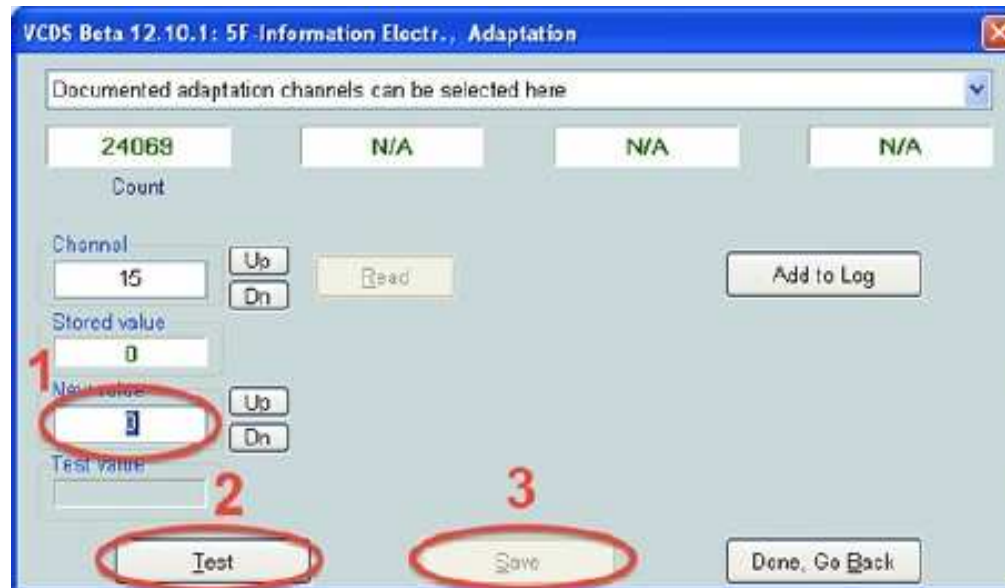 VCDS Beta 12.10.1: 5F-Information Electr., Adaptation
Documented adaptation channels can be selected here
24069 N/A N/A N/A
Count
Channel
15 Up Dn Read Add to Log
Stored value
0
1
New value
0 Up Dn
Test value
2 3
Test Save Done, Go Back